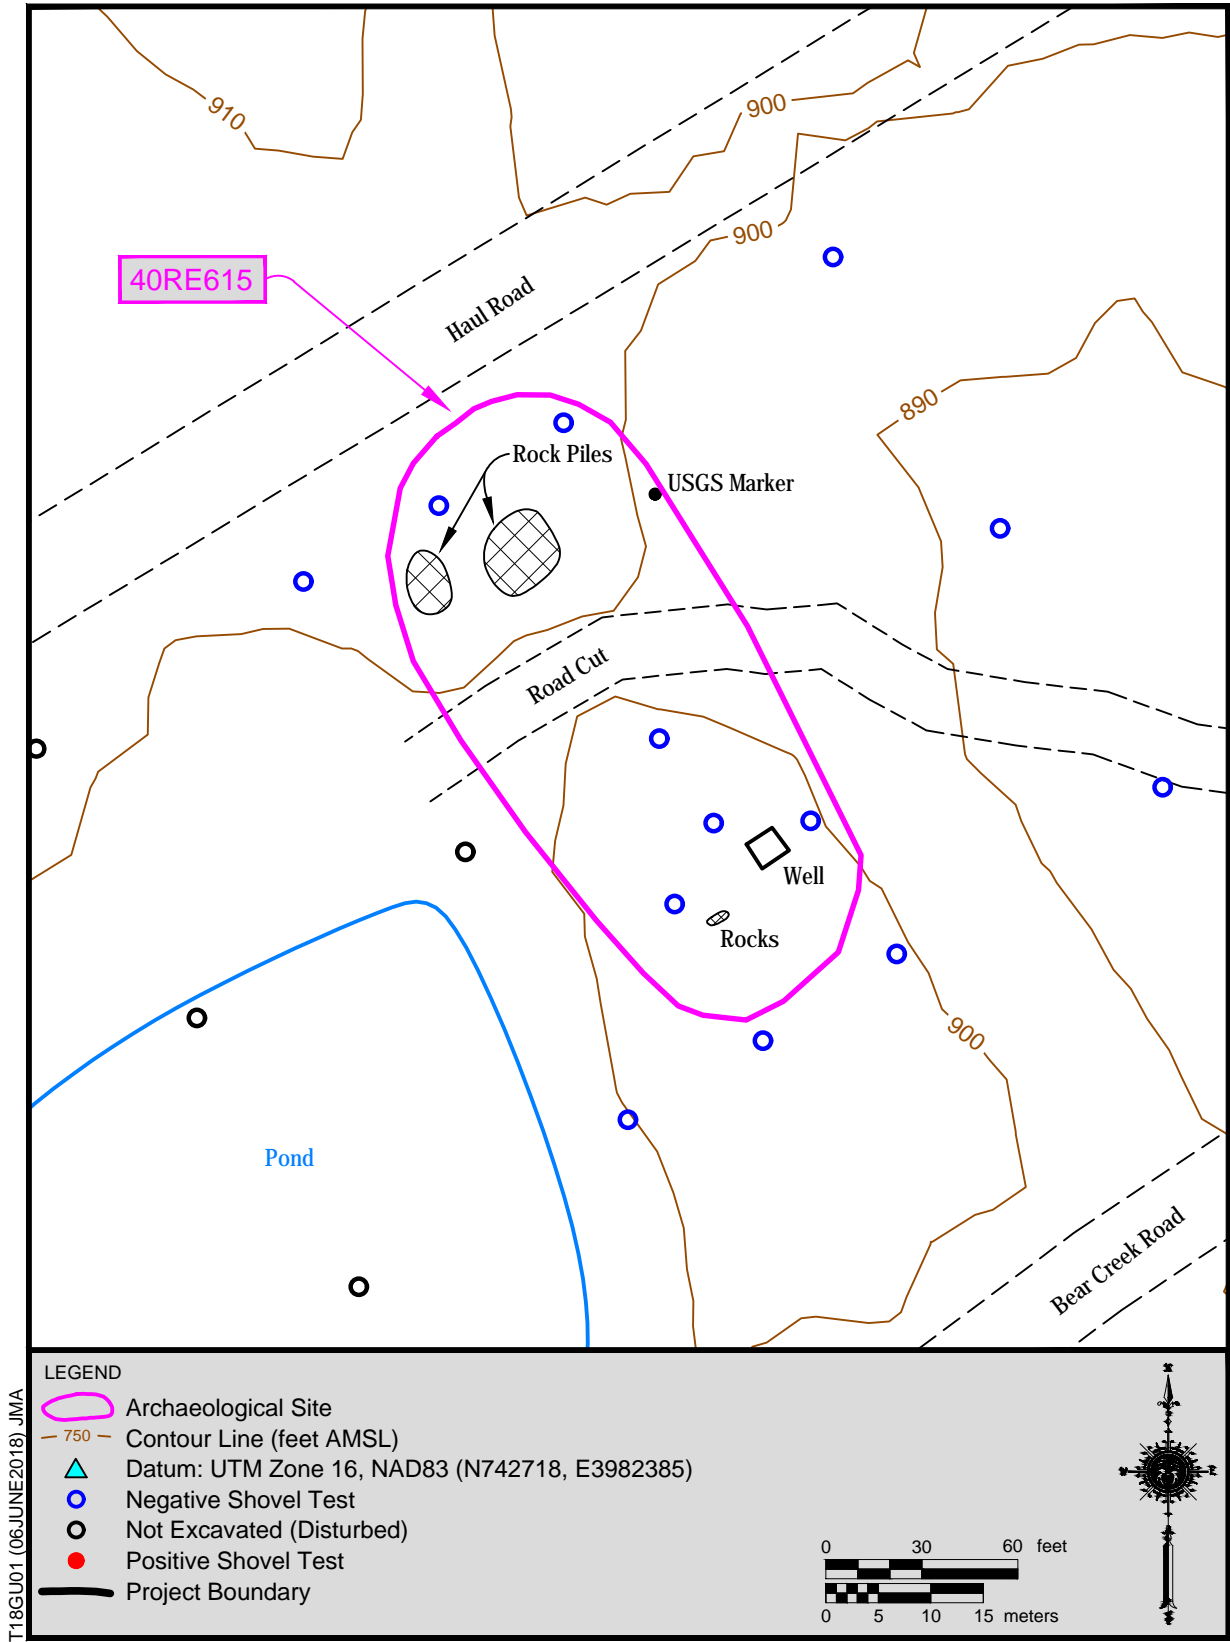 910
900
900
40RE615
Haul Road
890
Rock Piles
USGS Marker
Road Cut
Well
Rocks
900
Pond
Bear Creek Road
LEGEND
Archaeological Site
750 Contour Line (feet AMSL)
Datum: UTM Zone 16, NAD83 (N742718, E3982385)
Negative Shovel Test
Not Excavated (Disturbed)
Positive Shovel Test
Project Boundary
0 30 60 feet
0 5 10 15 meters
T18GU01 (06JUNE2018) JMA